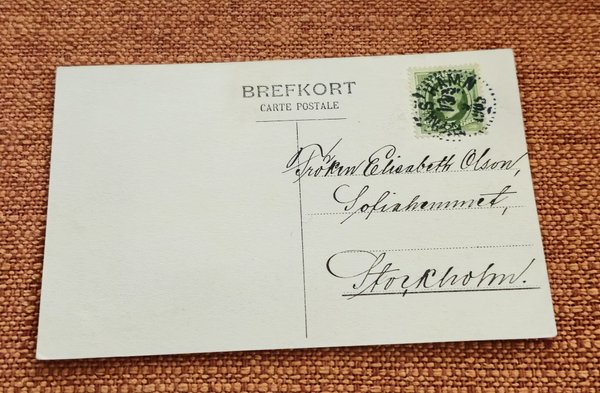 BREFKORT
CARTE POSTALE
Fröken Elisabeth Olson,
Sofiahemmet,
Stockholm.